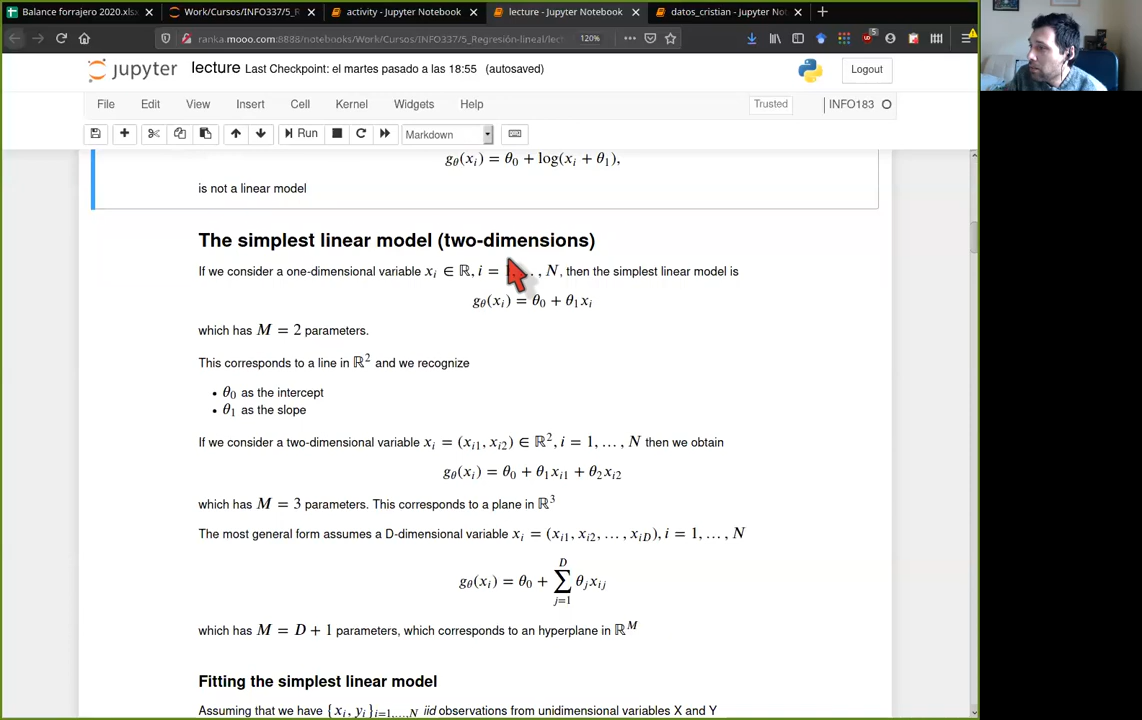 Balance forrajero 2020.xlsx
Work/Cursos/INFO337/5_R
activity - Jupyter Notebook
lecture - Jupyter Notebook
datos_cristian - Jupyter Note
ranka.mooo.com:8888/notebooks/Work/Cursos/INFO337/5_Regresión-lineal/lect
120%
5
jupyter lecture Last Checkpoint: el martes pasado a las 18:55 (autosaved)
Logout
File Edit View Insert Cell Kernel Widgets Help
Trusted INFO183
Run Markdown
gθ(xᵢ) = θ₀ + log(xᵢ + θ₁),
is not a linear model
The simplest linear model (two-dimensions)
If we consider a one-dimensional variable xᵢ ∈ ℝ, i = 1, … , N, then the simplest linear model is
gθ(xᵢ) = θ₀ + θ₁xᵢ
which has M = 2 parameters.
This corresponds to a line in ℝ² and we recognize
• θ₀ as the intercept
• θ₁ as the slope
If we consider a two-dimensional variable xᵢ = (xᵢ₁, xᵢ₂) ∈ ℝ², i = 1, … , N then we obtain
gθ(xᵢ) = θ₀ + θ₁xᵢ₁ + θ₂xᵢ₂
which has M = 3 parameters. This corresponds to a plane in ℝ³
The most general form assumes a D-dimensional variable xᵢ = (xᵢ₁, xᵢ₂, … , x_iD), i = 1, … , N
gθ(xᵢ) = θ₀ + ∑_{j=1}^{D} θⱼxᵢⱼ
which has M = D + 1 parameters, which corresponds to an hyperplane in ℝᴹ
Fitting the simplest linear model
Assuming that we have {xᵢ, yᵢ}ᵢ₌₁,…,N iid observations from unidimensional variables X and Y